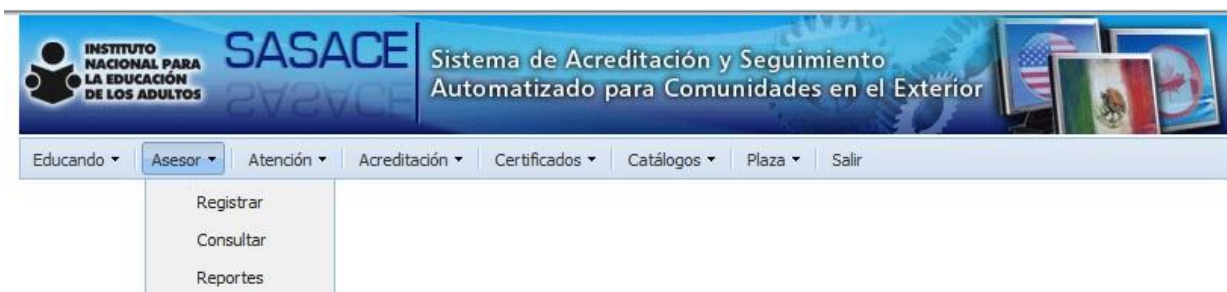 INSTITUTO
NACIONAL PARA
LA EDUCACIÓN
DE LOS ADULTOS
SASACE
Sistema de Acreditación y Seguimiento
Automatizado para Comunidades en el Exterior
Educando Asesor Atención Acreditación Certificados Catálogos Plaza Salir
Registrar
Consultar
Reportes